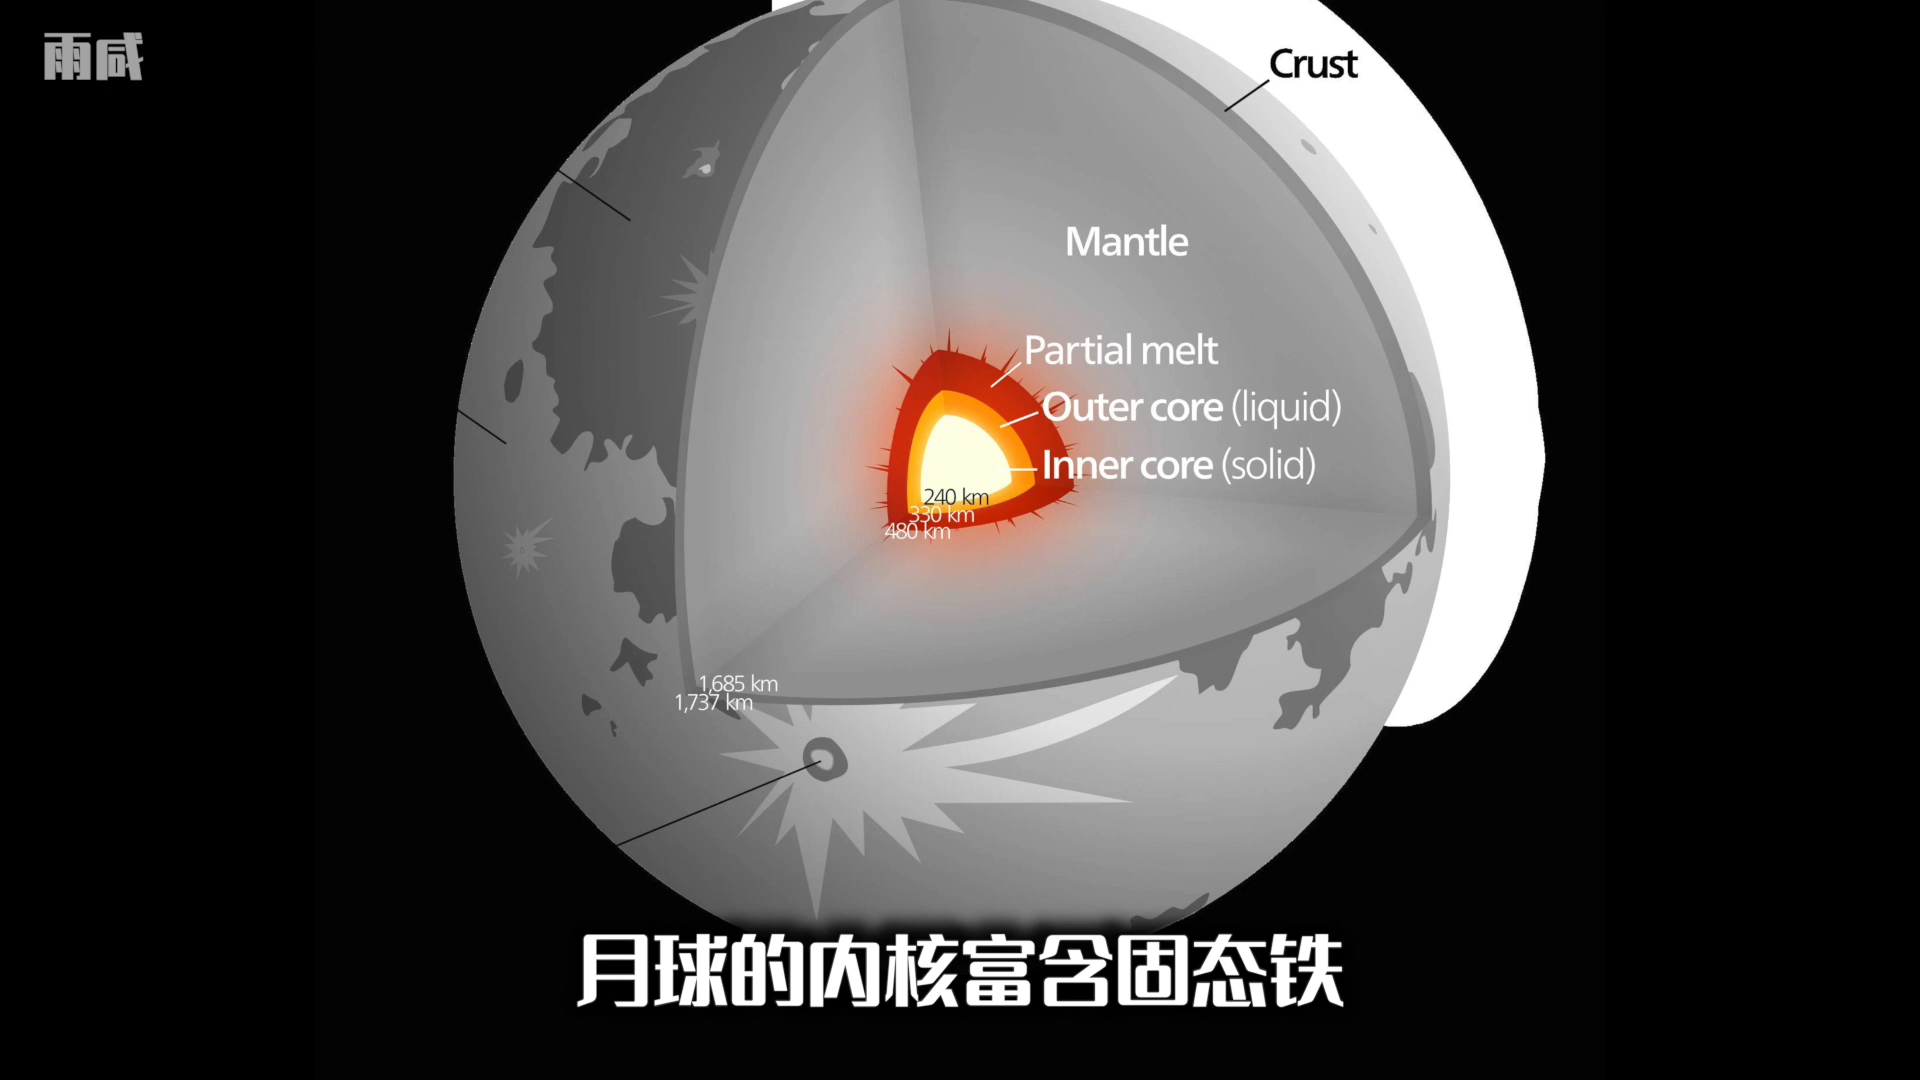 雨威
Crust
Mantle
Partial melt
Outer core (liquid)
Inner core (solid)
240 km
330 km
480 km
1,685 km
1,737 km
月球的内核富含固态铁